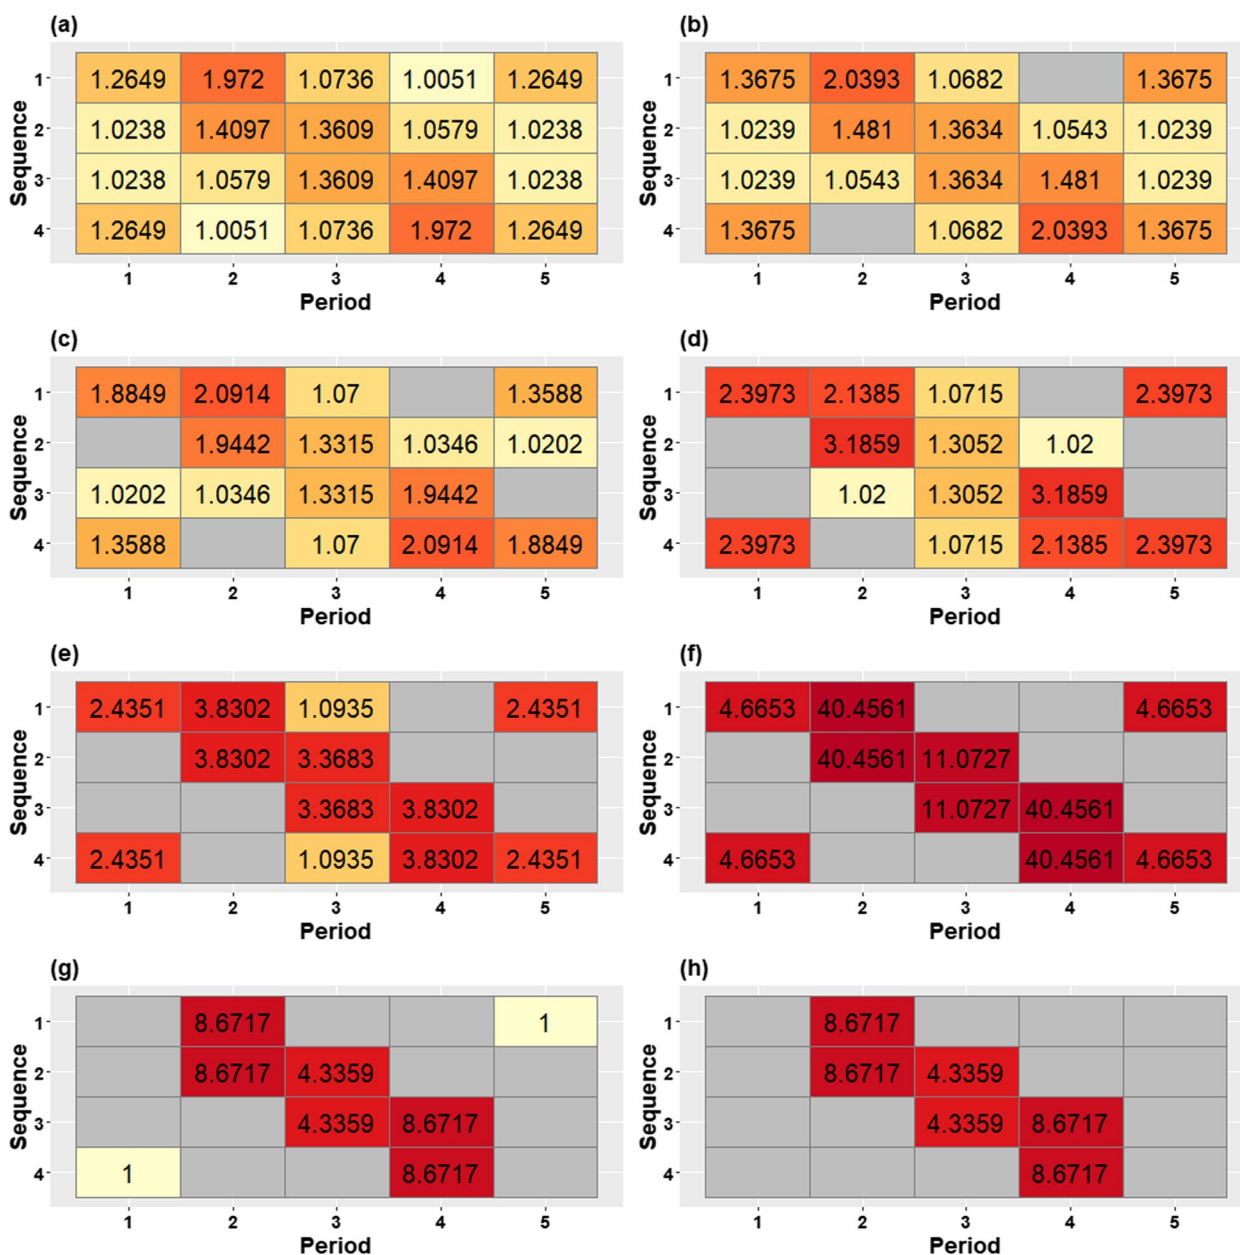 (a)
Sequence
1 1.2649 1.972 1.0736 1.0051 1.2649
2 1.0238 1.4097 1.3609 1.0579 1.0238
3 1.0238 1.0579 1.3609 1.4097 1.0238
4 1.2649 1.0051 1.0736 1.972 1.2649
1 2 3 4 5
Period
(b)
Sequence
1 1.3675 2.0393 1.0682 1.3675
2 1.0239 1.481 1.3634 1.0543 1.0239
3 1.0239 1.0543 1.3634 1.481 1.0239
4 1.3675 1.0682 2.0393 1.3675
1 2 3 4 5
Period
(c)
Sequence
1 1.8849 2.0914 1.07 1.3588
2 1.9442 1.3315 1.0346 1.0202
3 1.0202 1.0346 1.3315 1.9442
4 1.3588 1.07 2.0914 1.8849
1 2 3 4 5
Period
(d)
Sequence
1 2.3973 2.1385 1.0715 2.3973
2 3.1859 1.3052 1.02
3 1.02 1.3052 3.1859
4 2.3973 1.0715 2.1385 2.3973
1 2 3 4 5
Period
(e)
Sequence
1 2.4351 3.8302 1.0935 2.4351
2 3.8302 3.3683
3 3.3683 3.8302
4 2.4351 1.0935 3.8302 2.4351
1 2 3 4 5
Period
(f)
Sequence
1 4.6653 40.4561 4.6653
2 40.4561 11.0727
3 11.0727 40.4561
4 4.6653 40.4561 4.6653
1 2 3 4 5
Period
(g)
Sequence
1 8.6717 1
2 8.6717 4.3359
3 4.3359 8.6717
4 1 8.6717
1 2 3 4 5
Period
(h)
Sequence
1 8.6717
2 8.6717 4.3359
3 4.3359 8.6717
4 8.6717
1 2 3 4 5
Period